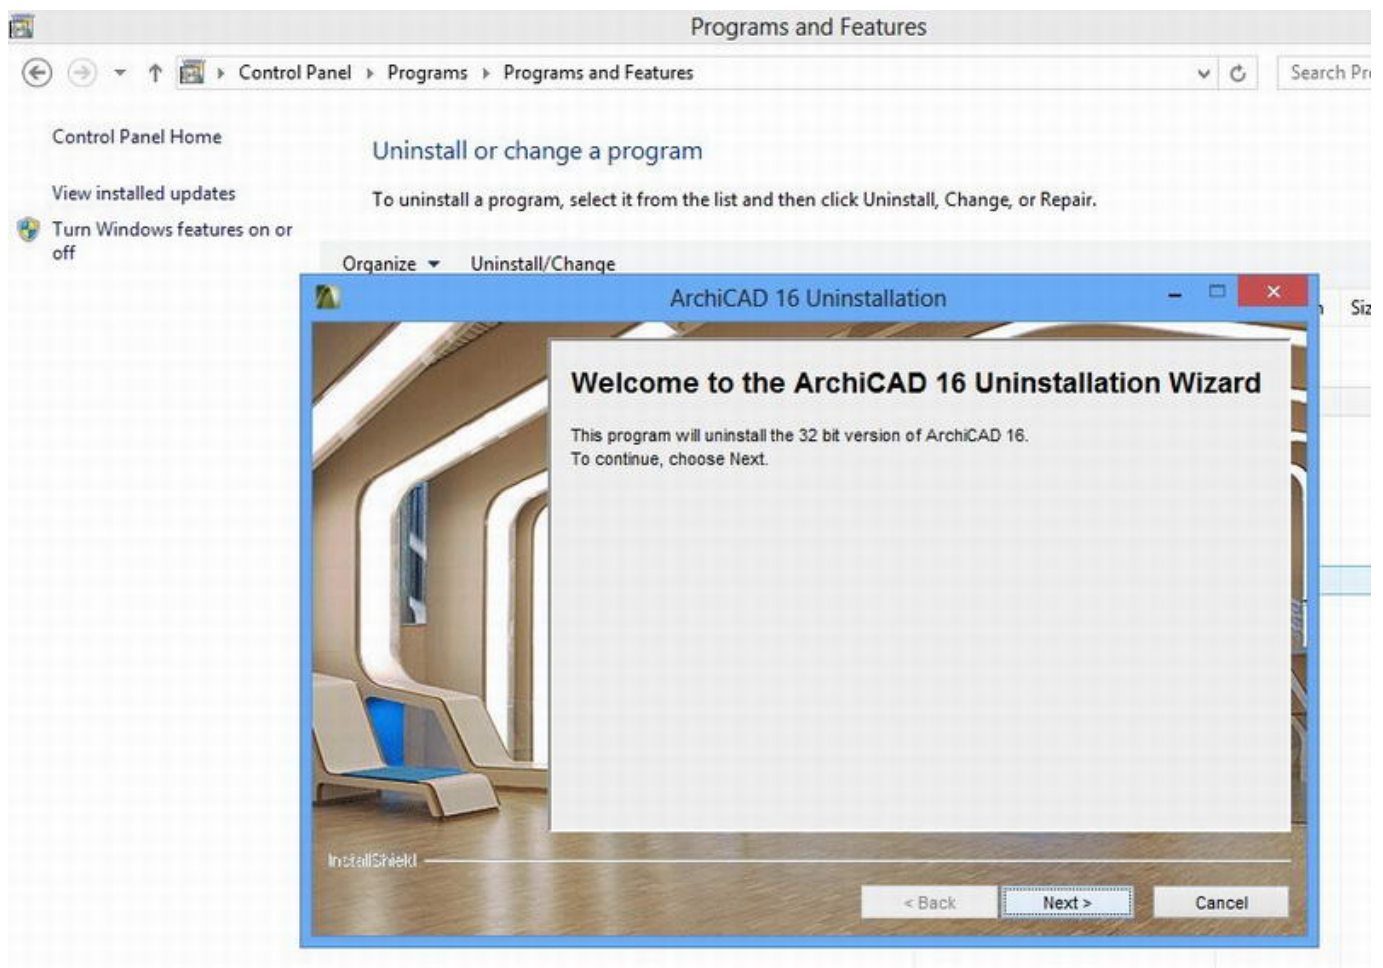 Programs and Features
Control Panel
Programs
Programs and Features
Search Pr
Control Panel Home
View installed updates
Turn Windows features on or
off
Uninstall or change a program
To uninstall a program, select it from the list and then click Uninstall, Change, or Repair.
Organize
Uninstall/Change
Siz
ArchiCAD 16 Uninstallation
Welcome to the ArchiCAD 16 Uninstallation Wizard
This program will uninstall the 32 bit version of ArchiCAD 16.
To continue, choose Next.
InstallShield
< Back
Next >
Cancel